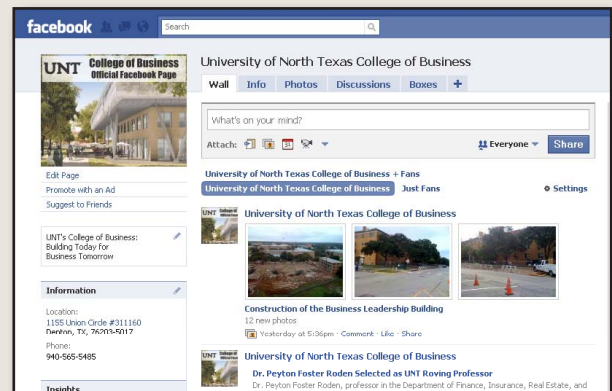 facebook
Search
UNT College of Business
Official Facebook Page
Edit Page
Promote with an Ad
Suggest to Friends
UNT's College of Business:
Building Today for
Business Tomorrow
Information
Location:
1155 Union Circle #311160
Denton, TX, 76203-5017
Phone:
940-565-5485
Insights
University of North Texas College of Business
Wall Info Photos Discussions Boxes +
What's on your mind?
Attach: 31 Everyone Share
University of North Texas College of Business + Fans
University of North Texas College of Business Just Fans Settings
University of North Texas College of Business
Construction of the Business Leadership Building
12 new photos
Yesterday at 5:36pm · Comment · Like · Share
University of North Texas College of Business
Dr. Peyton Foster Roden Selected as UNT Roving Professor
Dr. Peyton Foster Roden, professor in the Department of Finance, Insurance, Real Estate, and